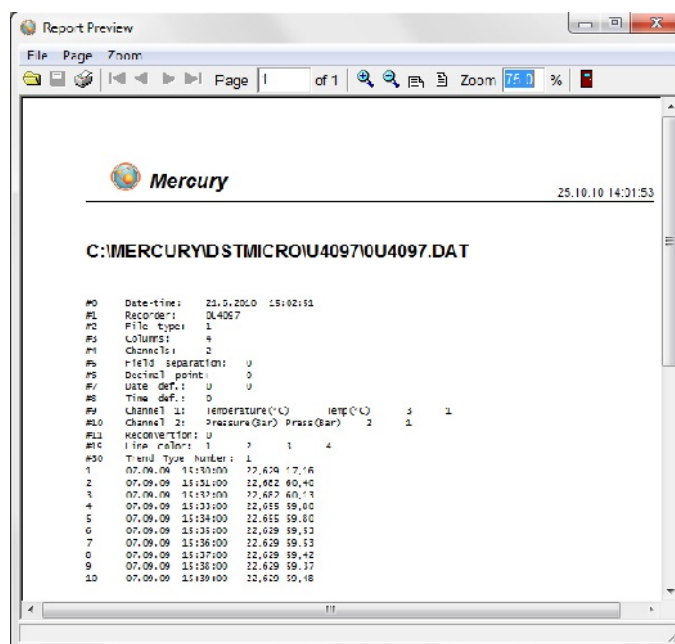 Report Preview
File Page Zoom
Page 1 of 1 Zoom 75.0 %
Mercury
25.10.10 14:01:53
C:\MERCURY\DSTMICRO\U4097\0U4097.DAT
#0 Date-time: 21.5.2010 15:02:51
#1 Recorder: 0U4097
#2 File type: 1
#3 Columns: 4
#4 Channels: 2
#5 Field separation: 0
#6 Decimal point: 0
#7 Date def.: 0 0
#8 Time def.: 0
#9 Channel 1: Temperature(°C) Temp(°C) 3 1
#10 Channel 2: Pressure(Bar) Press(Bar) 2 1
#11 Reconvertion: 0
#19 Line color: 1 2 3 4
#30 Trend Type Number: 1
1 07.09.09 15:30:00 22,629 17,16
2 07.09.09 15:31:00 22,682 60,40
3 07.09.09 15:32:00 22,682 60,13
4 07.09.09 15:33:00 22,655 59,80
5 07.09.09 15:34:00 22,655 59,80
6 07.09.09 15:35:00 22,629 59,53
7 07.09.09 15:36:00 22,629 59,53
8 07.09.09 15:37:00 22,629 59,42
9 07.09.09 15:38:00 22,629 59,37
10 07.09.09 15:39:00 22,629 59,48